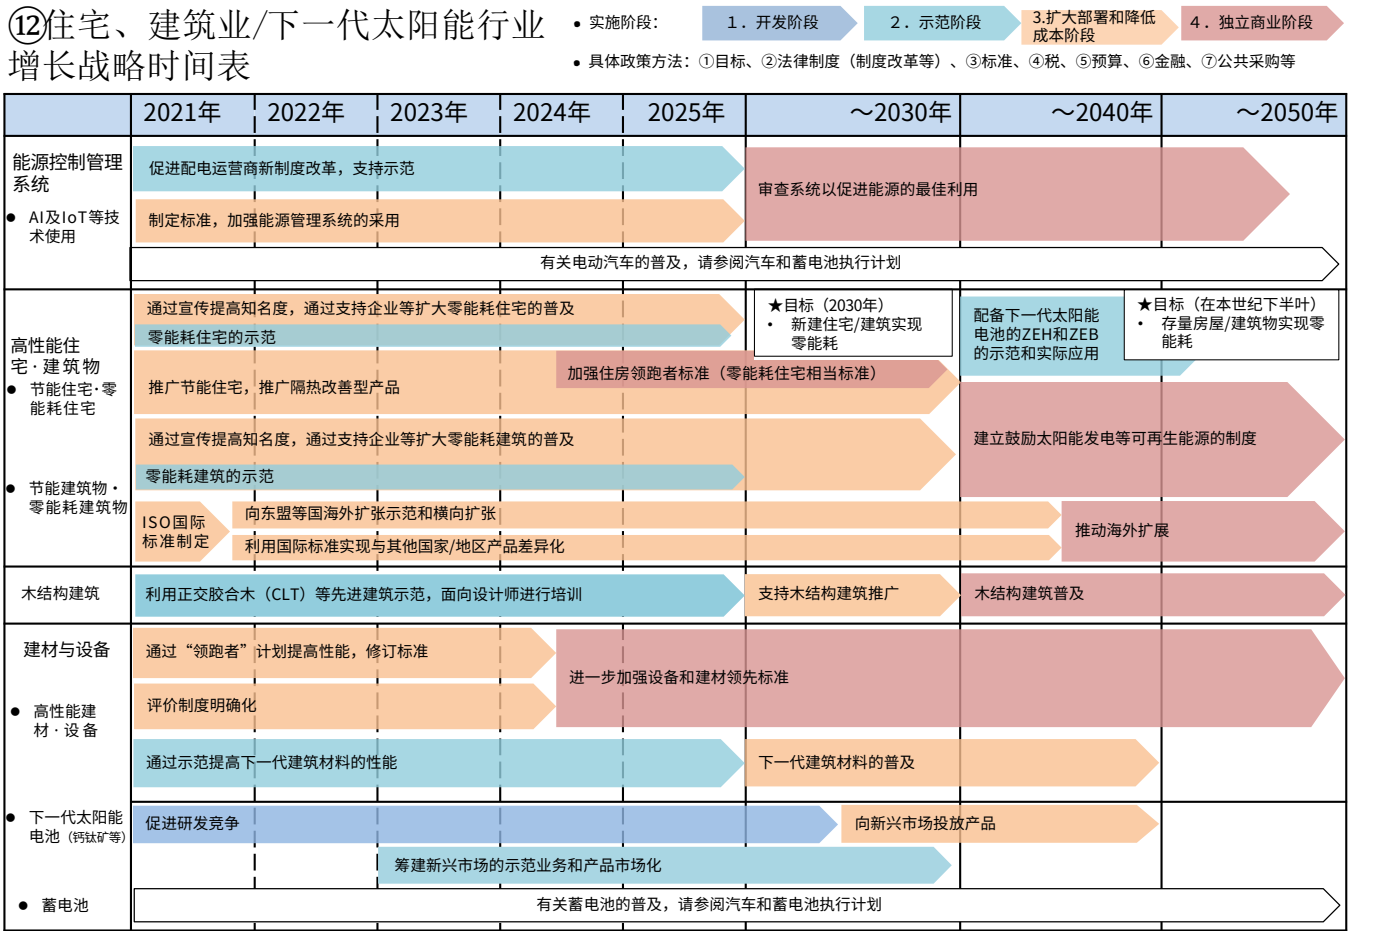 ⑫住宅、建筑业/下一代太阳能行业
增长战略时间表
• 实施阶段：
1．开发阶段
2．示范阶段
3.扩大部署和降低
成本阶段
4．独立商业阶段
• 具体政策方法：①目标、②法律制度（制度改革等）、③标准、④税、⑤预算、⑥金融、⑦公共采购等
2021年
2022年
2023年
2024年
2025年
～2030年
～2040年
～2050年
能源控制管理
系统
● AI及IoT等技
术使用
促进配电运营商新制度改革，支持示范
制定标准，加强能源管理系统的采用
审查系统以促进能源的最佳利用
有关电动汽车的普及，请参阅汽车和蓄电池执行计划
高性能住
宅·建筑物
● 节能住宅·零
能耗住宅
● 节能建筑物・
零能耗建筑物
通过宣传提高知名度，通过支持企业等扩大零能耗住宅的普及
零能耗住宅的示范
★目标（2030年）
• 新建住宅/建筑实现
零能耗
配备下一代太阳能
电池的ZEH和ZEB
的示范和实际应用
★目标（在本世纪下半叶）
• 存量房屋/建筑物实现零
能耗
推广节能住宅，推广隔热改善型产品
加强住房领跑者标准（零能耗住宅相当标准）
通过宣传提高知名度，通过支持企业等扩大零能耗建筑的普及
零能耗建筑的示范
建立鼓励太阳能发电等可再生能源的制度
ISO国际
标准制定
向东盟等国海外扩张示范和横向扩张
利用国际标准实现与其他国家/地区产品差异化
推动海外扩展
木结构建筑
利用正交胶合木（CLT）等先进建筑示范，面向设计师进行培训
支持木结构建筑推广
木结构建筑普及
建材与设备
● 高性能建
材·设备
通过“领跑者”计划提高性能，修订标准
评价制度明确化
进一步加强设备和建材领先标准
通过示范提高下一代建筑材料的性能
下一代建筑材料的普及
● 下一代太阳能
电池（钙钛矿等）
促进研发竞争
向新兴市场投放产品
筹建新兴市场的示范业务和产品市场化
● 蓄电池
有关蓄电池的普及，请参阅汽车和蓄电池执行计划